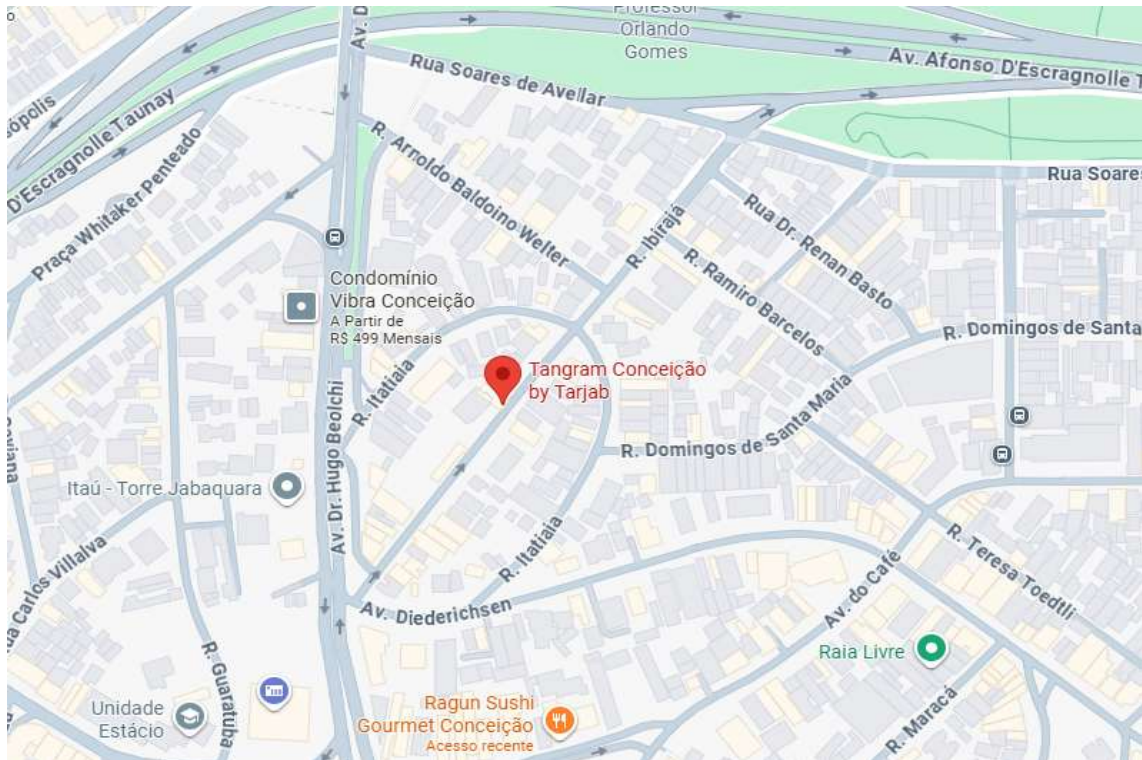 Professor
Orlando
Gomes
Av. D
Av. Afonso D'Escragnolle T
Rua Soares de Avellar
ópolis
D'Escragnolle Taunay
R. Arnoldo Baldoino Welter
Praça Whitaker Penteado
Rua Soares
R. Ibirajá
Rua Dr. Renan Basto
R. Ramiro Barcelos
Condomínio
Vibra Conceição
A Partir de
R$ 499 Mensais
R. Domingos de Santa
R. Itatiaia
Tangram Conceição
by Tarjab
Av. Dr. Hugo Beolchi
R. Domingos de Santa Maria
Itaú - Torre Jabaquara
R. Itatiaia
R. Teresa Toedtli
ua Carlos Villalva
Av. Diederichsen
Av. do Café
Raia Livre
R. Guaratuba
R. Maracá
Unidade
Estácio
Ragun Sushi
Gourmet Conceição
Acesso recente